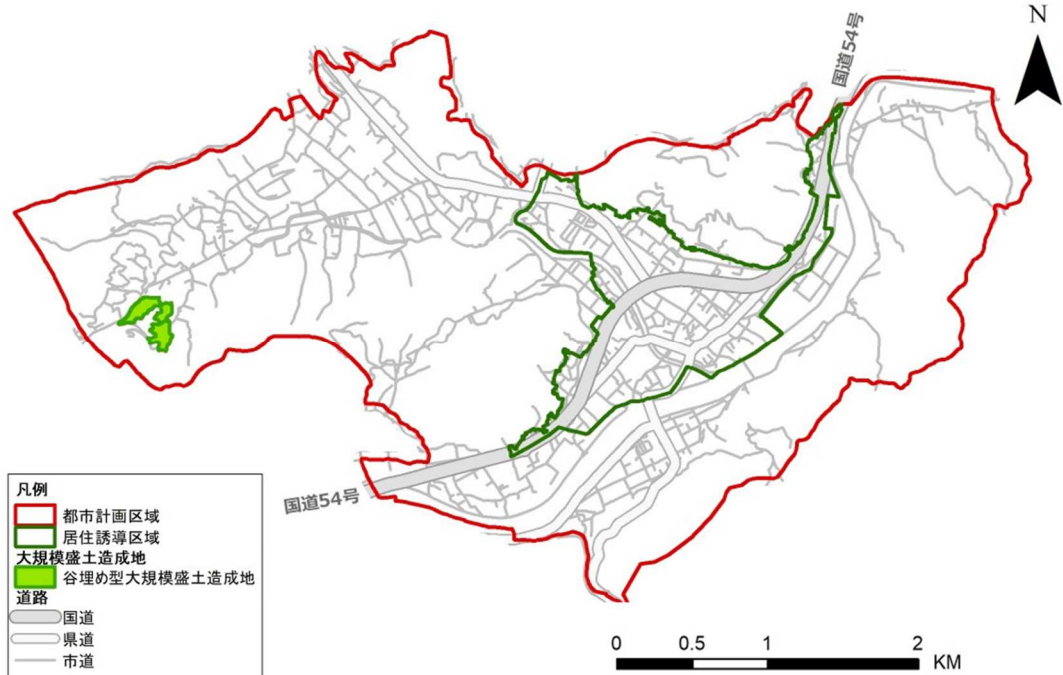 N
国道54号
国道54号
凡例
都市計画区域
居住誘導区域
大規模盛土造成地
谷埋め型大規模盛土造成地
道路
国道
県道
市道
0 0.5 1 2
KM